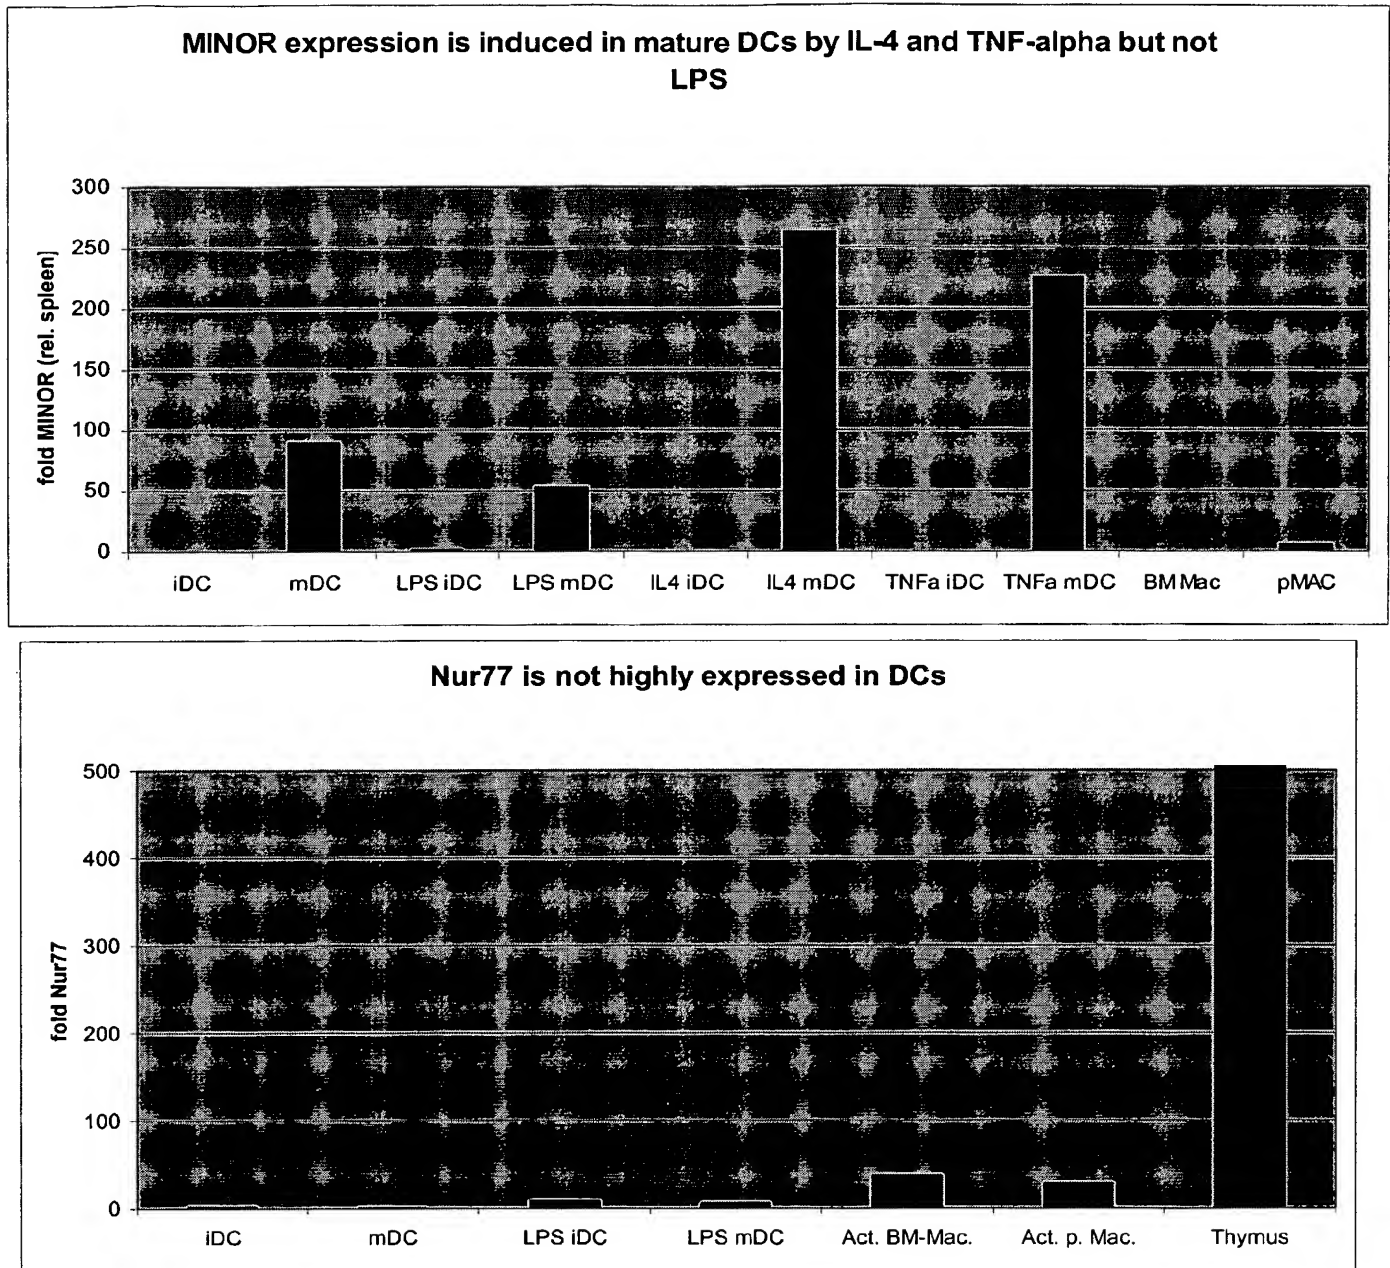 MINOR expression is induced in mature DCs by IL-4 and TNF-alpha but not
LPS
fold MINOR (rel. spleen)
300
250
200
150
100
50
0
iDC mDC LPS iDC LPS mDC IL4 iDC IL4 mDC TNFa iDC TNFa mDC BM Mac pMAC
Nur77 is not highly expressed in DCs
fold Nur77
500
400
300
200
100
0
iDC mDC LPS iDC LPS mDC Act. BM-Mac. Act. p. Mac. Thymus